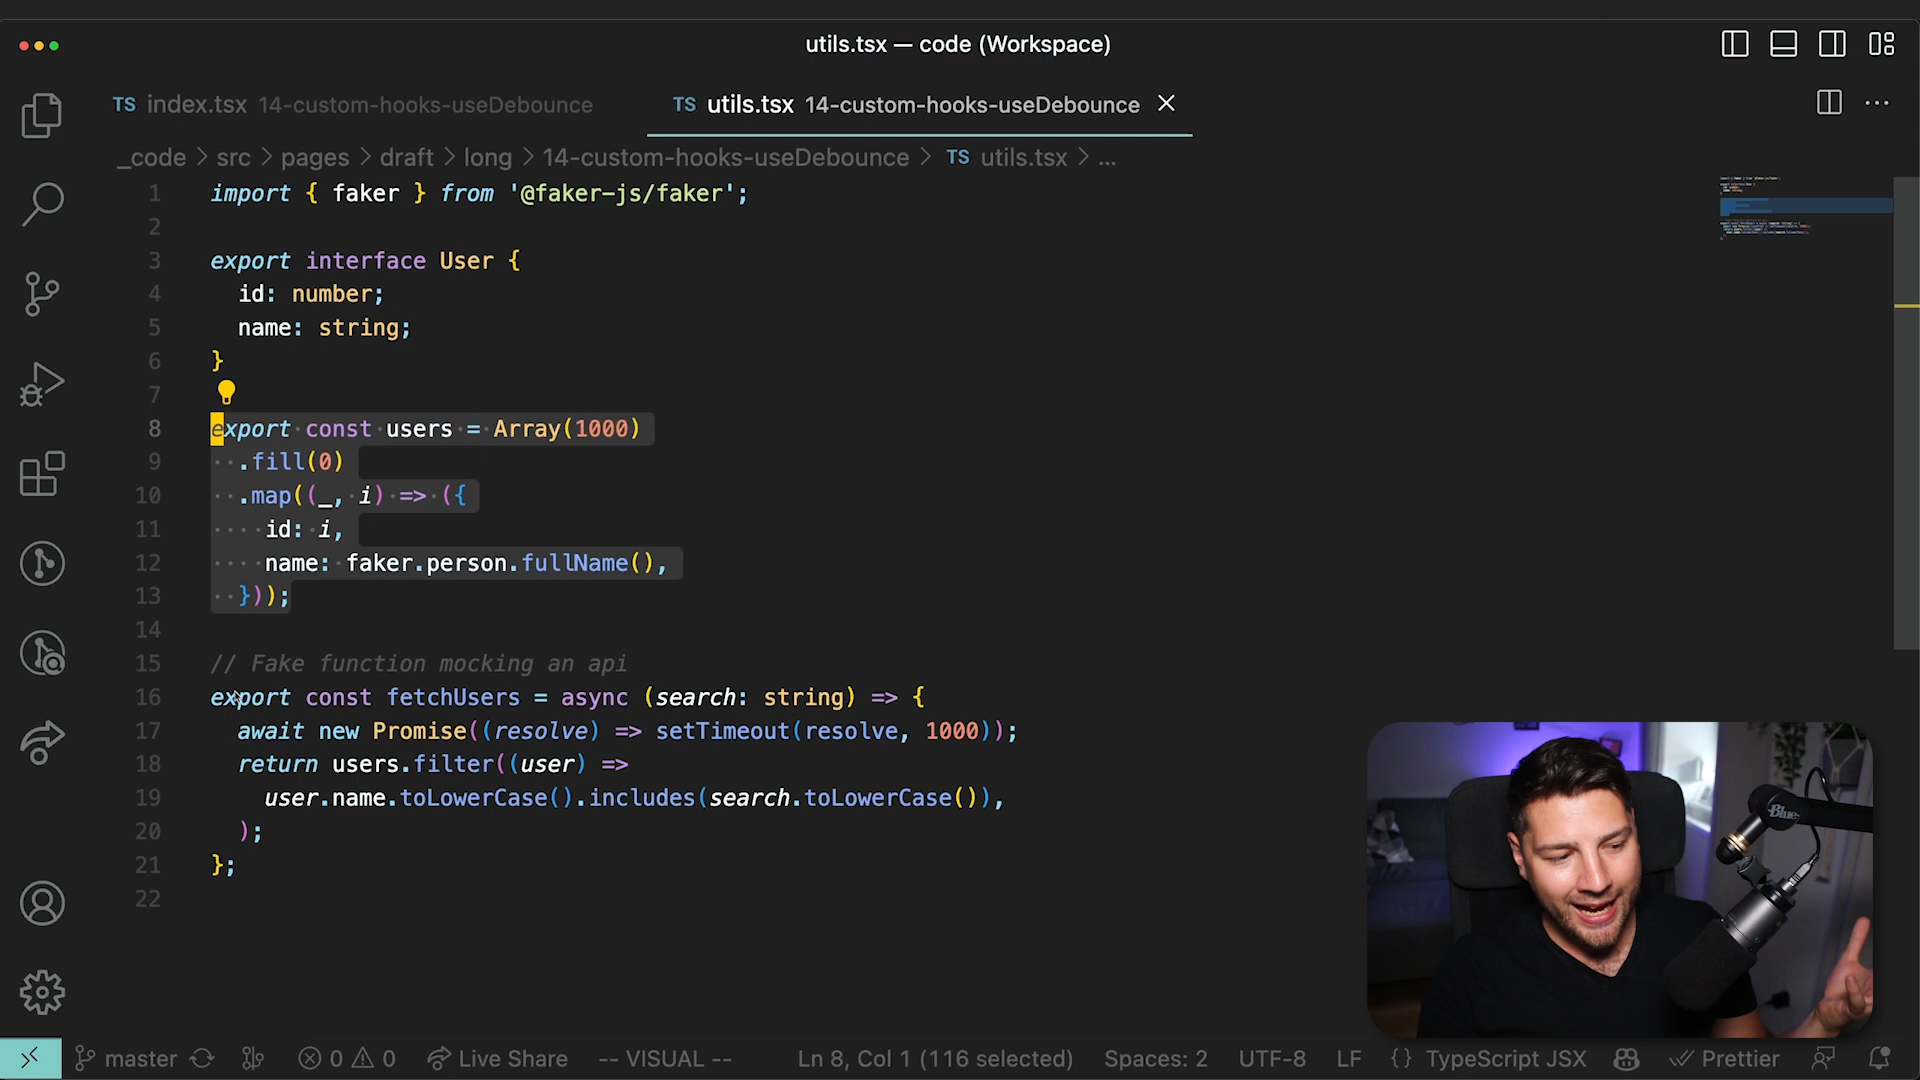 utils.tsx — code (Workspace)
TS index.tsx 14-custom-hooks-useDebounce
TS utils.tsx 14-custom-hooks-useDebounce
_code > src > pages > draft > long > 14-custom-hooks-useDebounce > TS utils.tsx > ...
1 import { faker } from '@faker-js/faker';
2
3 export interface User {
4 id: number;
5 name: string;
6 }
7
8 export const users = Array(1000)
9 .fill(0)
10 .map((_, i) => ({
11 id: i,
12 name: faker.person.fullName(),
13 }));
14
15 // Fake function mocking an api
16 export const fetchUsers = async (search: string) => {
17 await new Promise((resolve) => setTimeout(resolve, 1000));
18 return users.filter((user) =>
19 user.name.toLowerCase().includes(search.toLowerCase()),
20 );
21 };
22
Blue
master 0 0 Live Share -- VISUAL -- Ln 8, Col 1 (116 selected) Spaces: 2 UTF-8 LF {} TypeScript JSX Prettier